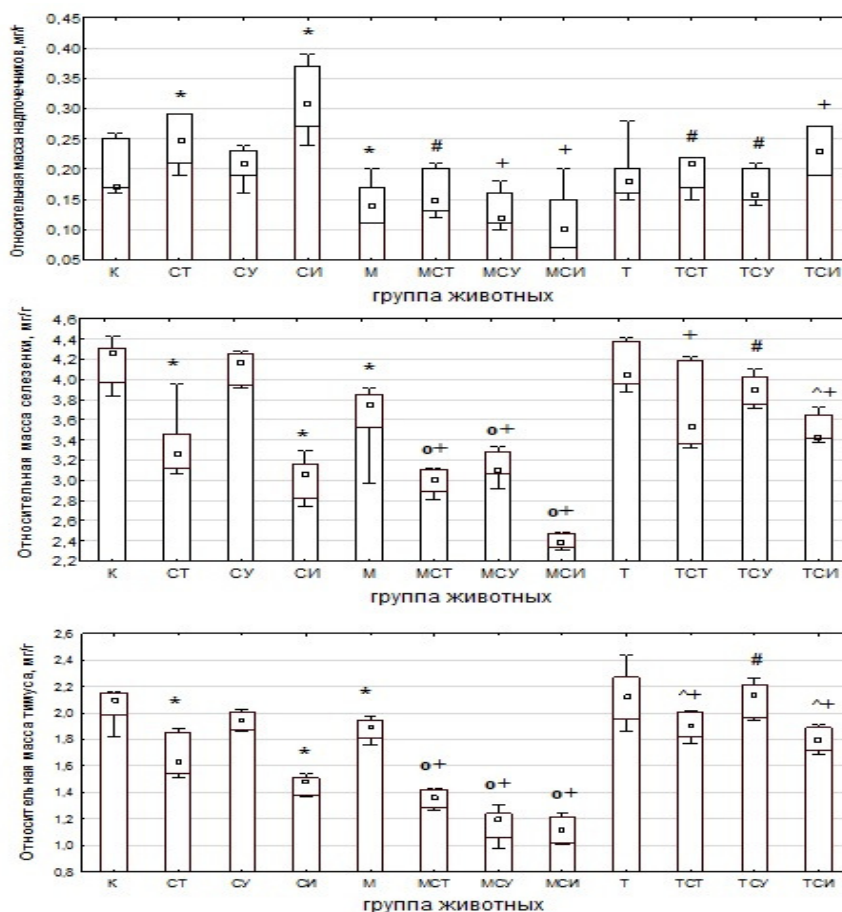 Относительная масса надпочечников,мг/г
0,45
0,40
0,35
0,30
0,25
0,20
0,15
0,10
0,05
* * * # + + # # +
К СТ СУ СИ М МСТ МСУ МСИ Т ТСТ ТСУ ТСИ
группа животных
Относительная масса селезенки, мг/г
4,6
4,4
4,2
4,0
3,8
3,6
3,4
3,2
3,0
2,8
2,6
2,4
2,2
* * * о+ о+ о+ + # ^+
К СТ СУ СИ М МСТ МСУ МСИ Т ТСТ ТСУ ТСИ
группа животных
Относительная масса тимуса, мг/г
2,6
2,4
2,2
2,0
1,8
1,6
1,4
1,2
1,0
0,8
* * * о+ о+ о+ ^+ # ^+
К СТ СУ СИ М МСТ МСУ МСИ Т ТСТ ТСУ ТСИ
группа животных